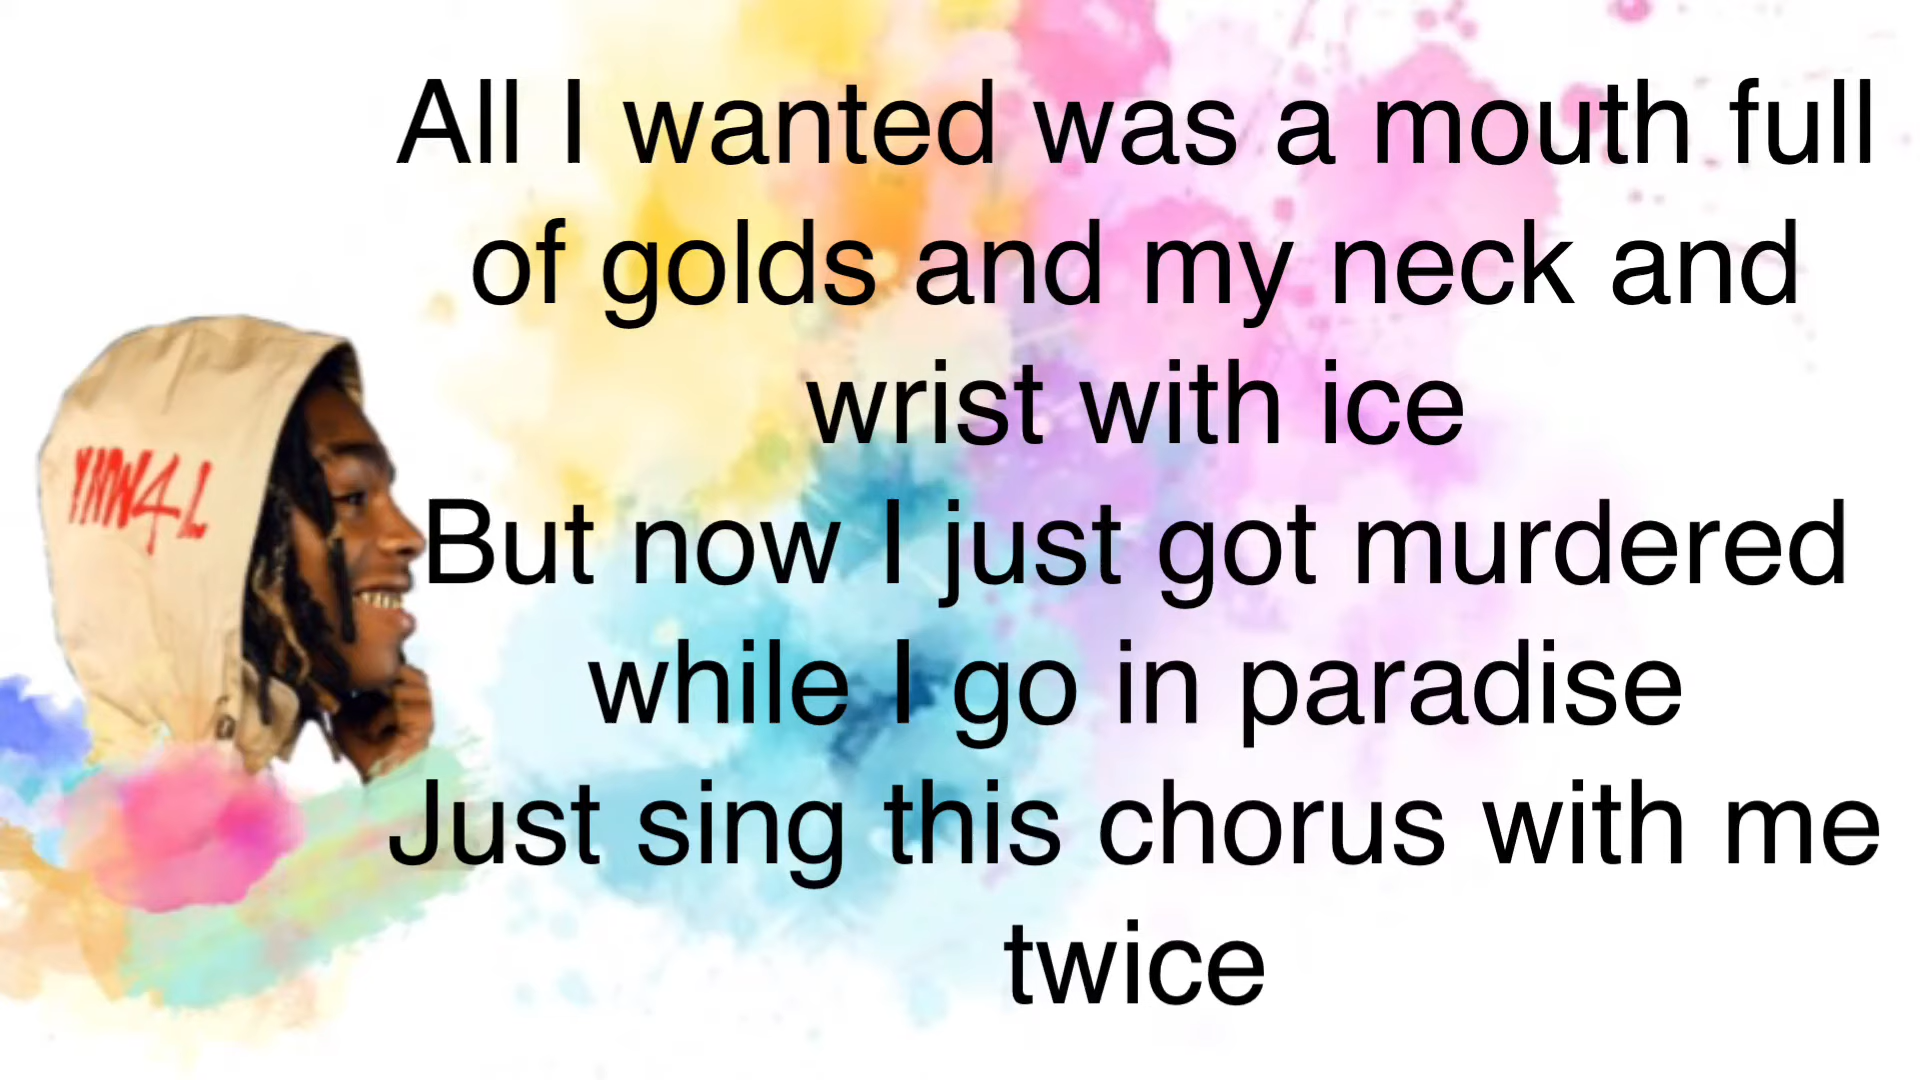 All I wanted was a mouth full
of golds and my neck and
wrist with ice
YNW4L
But now I just got murdered
while I go in paradise
Just sing this chorus with me
twice